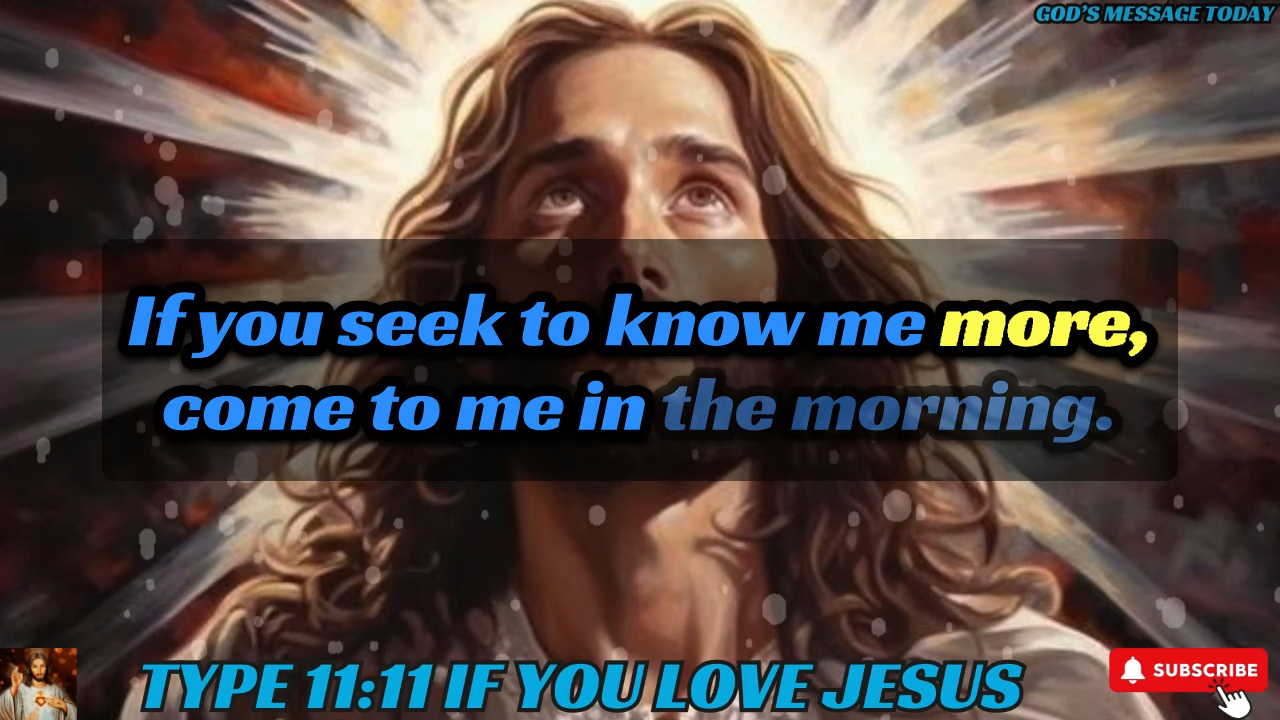 GOD'S MESSAGE TODAY
If you seek to know me more,
come to me in the morning.
TYPE 11:11 IF YOU LOVE JESUS
SUBSCRIBE